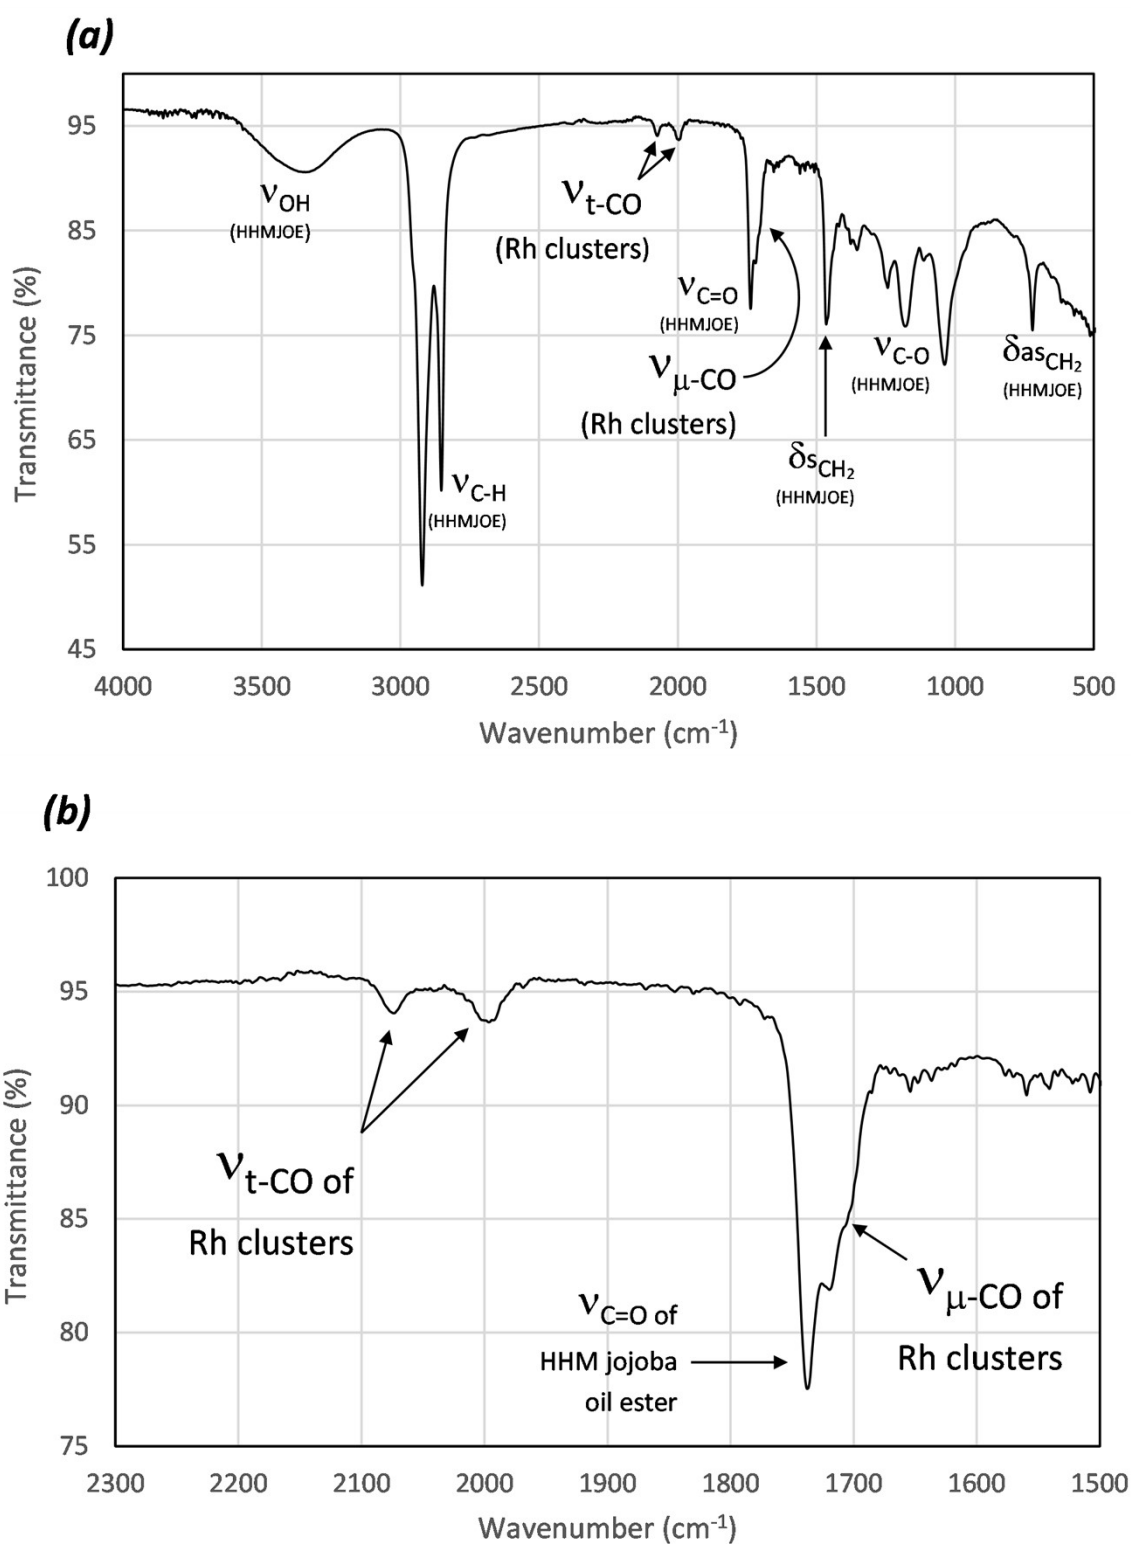 (a)
95
85
75
65
55
45
Transmittance (%)
νOH
(HHMJOE)
νC-H
(HHMJOE)
νt-CO
(Rh clusters)
νC=O
(HHMJOE)
νμ-CO
(Rh clusters)
δsCH2
(HHMJOE)
νC-O
(HHMJOE)
δasCH2
(HHMJOE)
4000 3500 3000 2500 2000 1500 1000 500
Wavenumber (cm-1)
(b)
100
95
90
85
80
75
Transmittance (%)
νt-CO of
Rh clusters
νC=O of
HHM jojoba
oil ester
νμ-CO of
Rh clusters
2300 2200 2100 2000 1900 1800 1700 1600 1500
Wavenumber (cm-1)